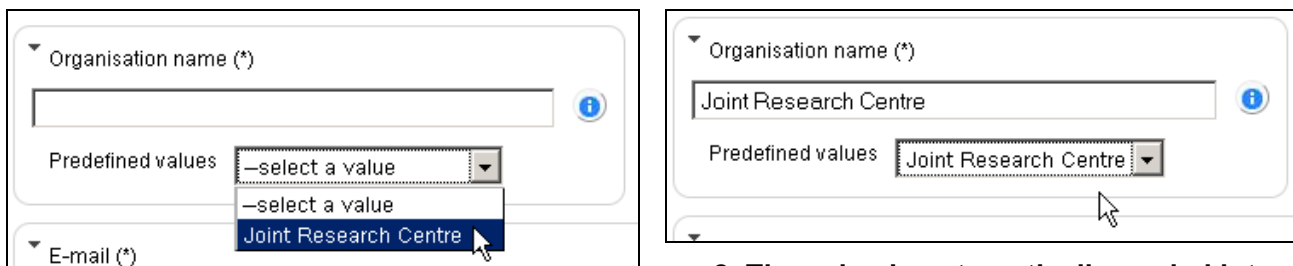 Organisation name (*)
Predefined values
–select a value
–select a value
Joint Research Centre
E-mail (*)
Organisation name (*)
Joint Research Centre
Predefined values
Joint Research Centre